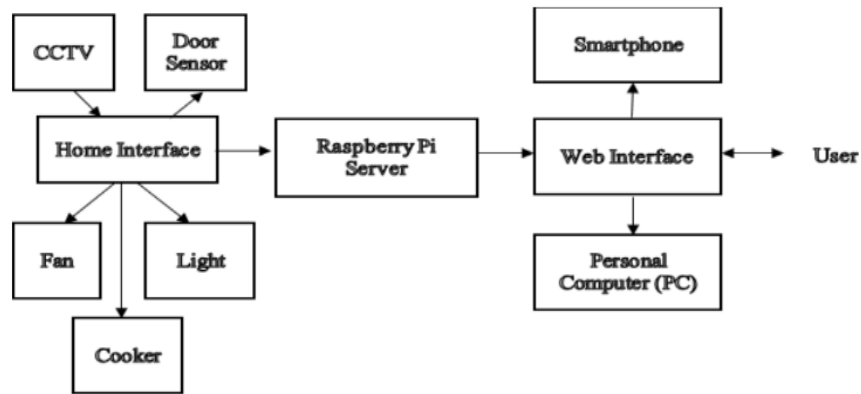 CCTV
Door
Sensor
Smartphone
Home Interface
Raspberry Pi
Server
Web Interface
User
Fan
Light
Personal
Computer (PC)
Cooker